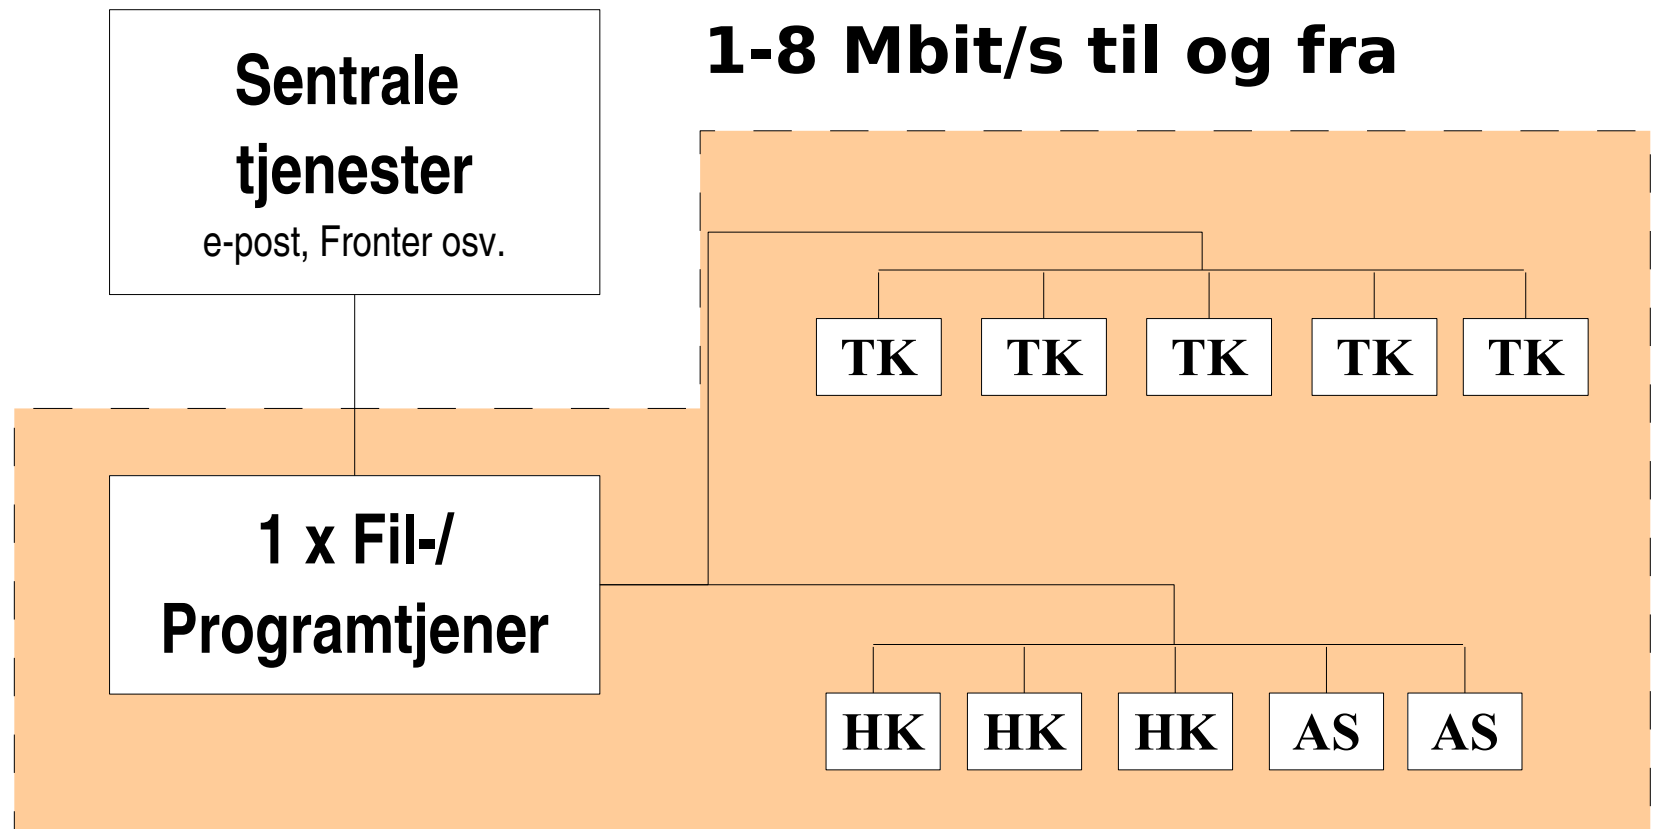 Sentrale
tjenester
e-post, Fronter osv.
1-8 Mbit/s til og fra
TK TK TK TK TK
1 x Fil-/
Programtjener
HK HK HK AS AS